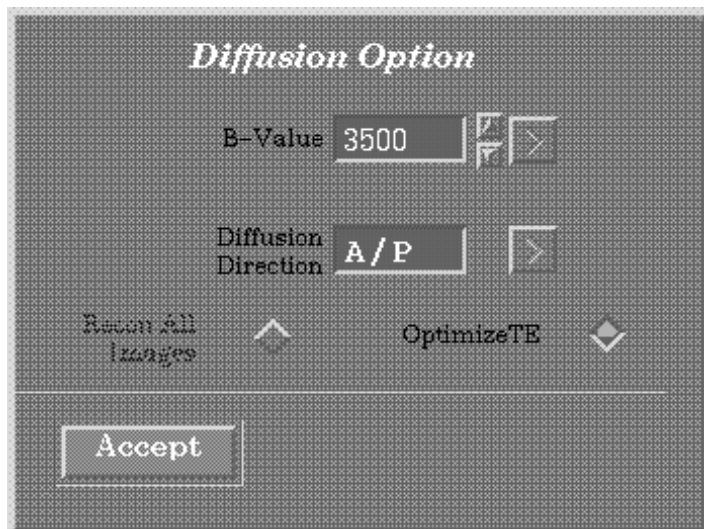 Diffusion Option
B-Value 3500
Diffusion
Direction A/P
Recon All
Images
OptimizeTE
Accept